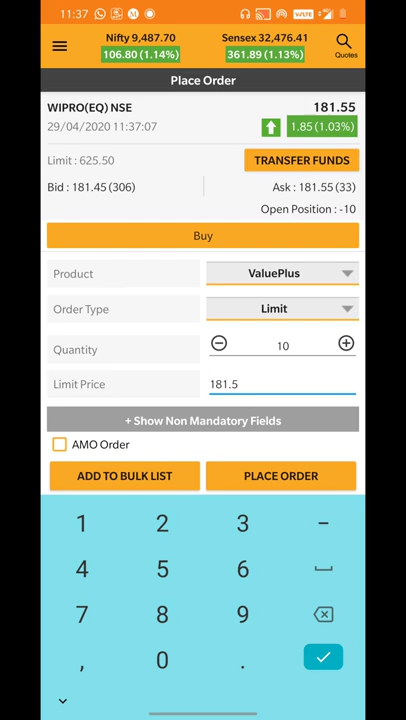 11:37
VoLTE
Nifty 9,487.70
Sensex 32,476.41
106.80 (1.14%)
361.89 (1.13%)
Quotes
Place Order
WIPRO(EQ) NSE
181.55
29/04/2020 11:37:07
1.85 (1.03%)
Limit : 625.50
TRANSFER FUNDS
Bid : 181.45 (306)
Ask : 181.55 (33)
Open Position : -10
Buy
Product
ValuePlus
Order Type
Limit
Quantity
10
Limit Price
181.5
+ Show Non Mandatory Fields
AMO Order
ADD TO BULK LIST
PLACE ORDER
1 2 3 -
4 5 6
7 8 9
, 0 .